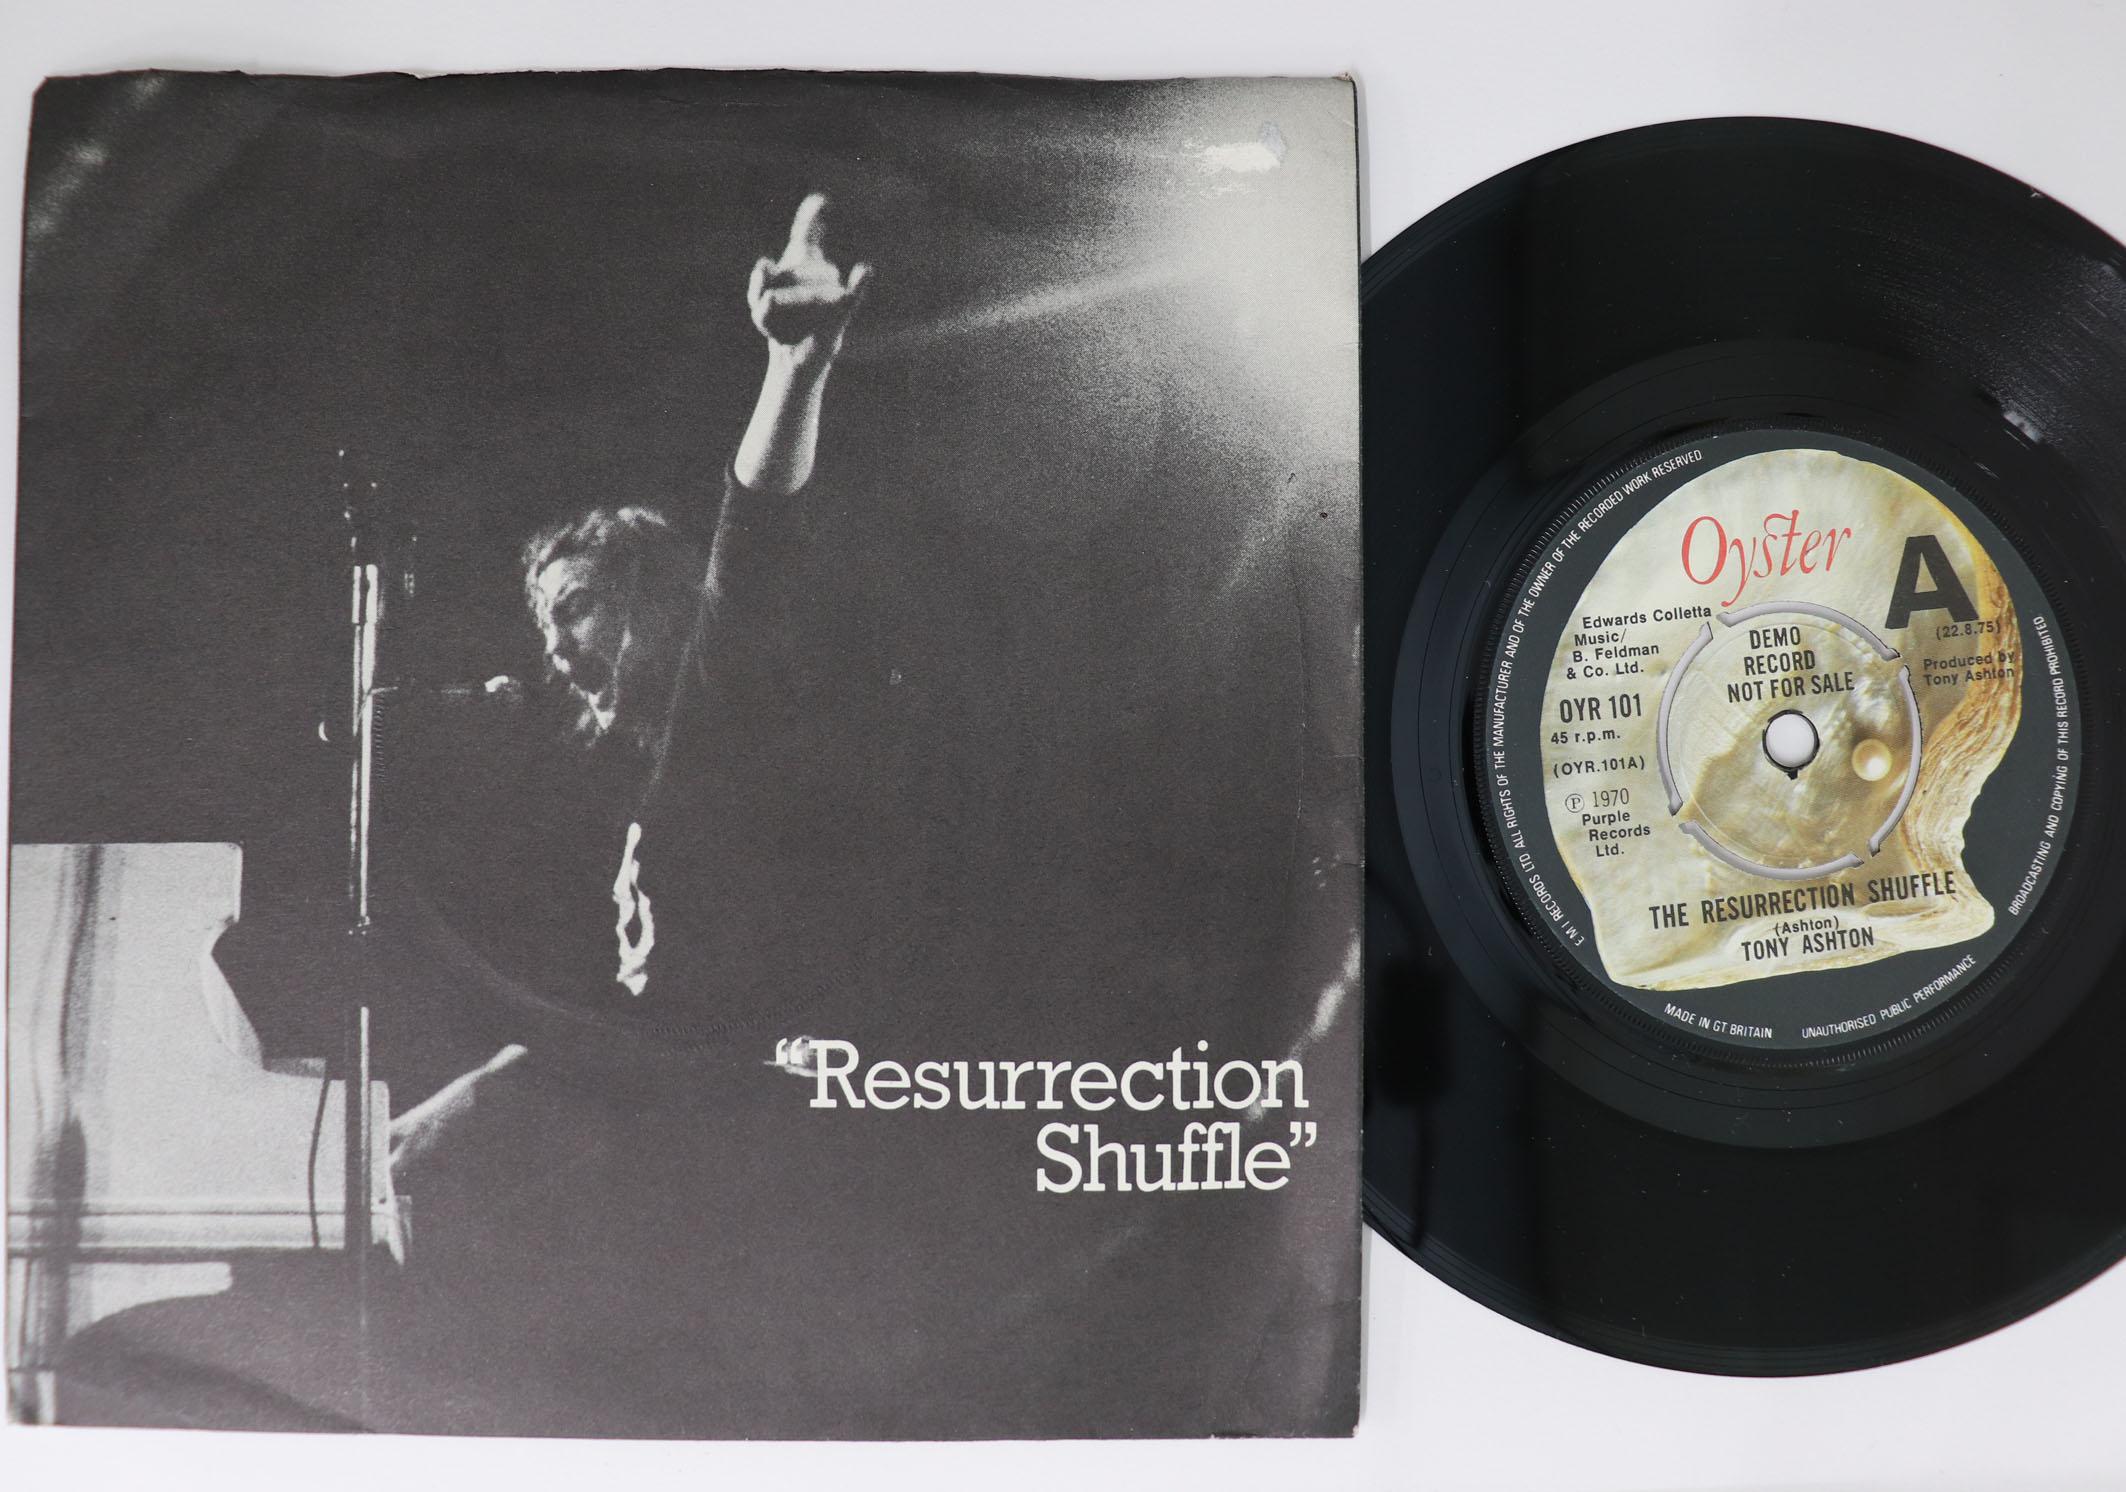 “Resurrection
Shuffle”
E M I RECORDS LTD ALL RIGHTS OF THE MANUFACTURER AND OF THE OWNER OF THE RECORDED WORK RESERVED
Oyster
A
(22.8.75)
Edwards Colletta
Music/
B. Feldman
& Co. Ltd.
DEMO
RECORD
NOT FOR SALE
Produced by
Tony Ashton
OYR 101
45 r.p.m.
(OYR.101A)
Ⓟ 1970
Purple
Records
Ltd.
THE RESURRECTION SHUFFLE
(Ashton)
TONY ASHTON
MADE IN GT BRITAIN
UNAUTHORISED PUBLIC PERFORMANCE
BROADCASTING AND COPYING OF THIS RECORD PROHIBITED